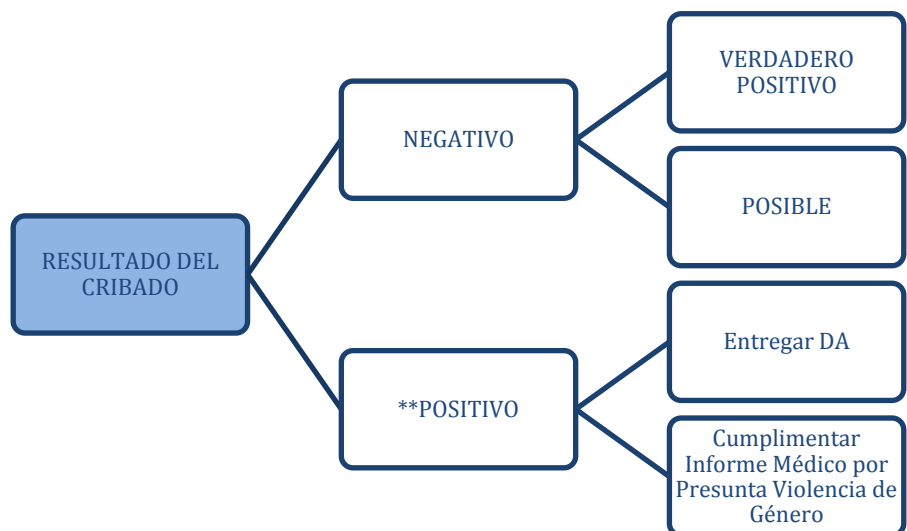 RESULTADO DEL
CRIBADO
NEGATIVO
VERDADERO
POSITIVO
POSIBLE
**POSITIVO
Entregar DA
Cumplimentar
Informe Médico por
Presunta Violencia de
Género